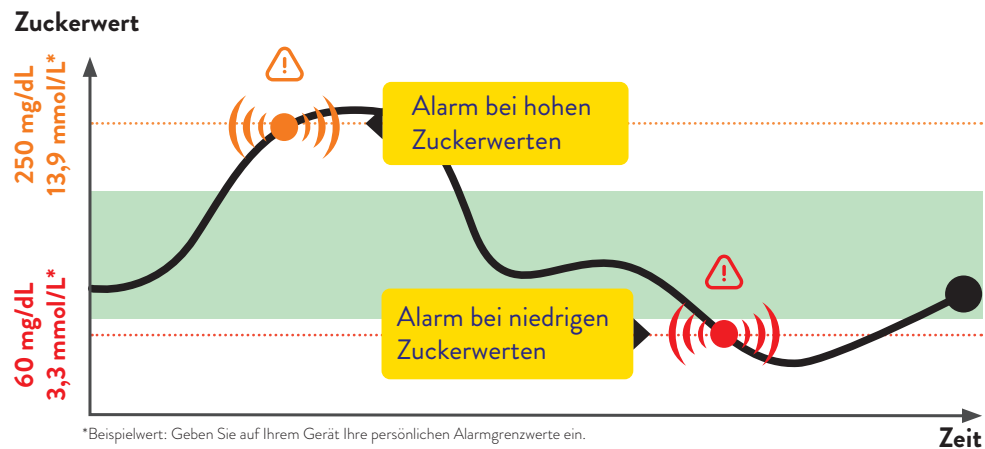 Zuckerwert
250 mg/dL
13,9 mmol/L*
Alarm bei hohen
Zuckerwerten
60 mg/dL
3,3 mmol/L*
Alarm bei niedrigen
Zuckerwerten
*Beispielwert: Geben Sie auf Ihrem Gerät Ihre persönlichen Alarmgrenzwerte ein.
Zeit